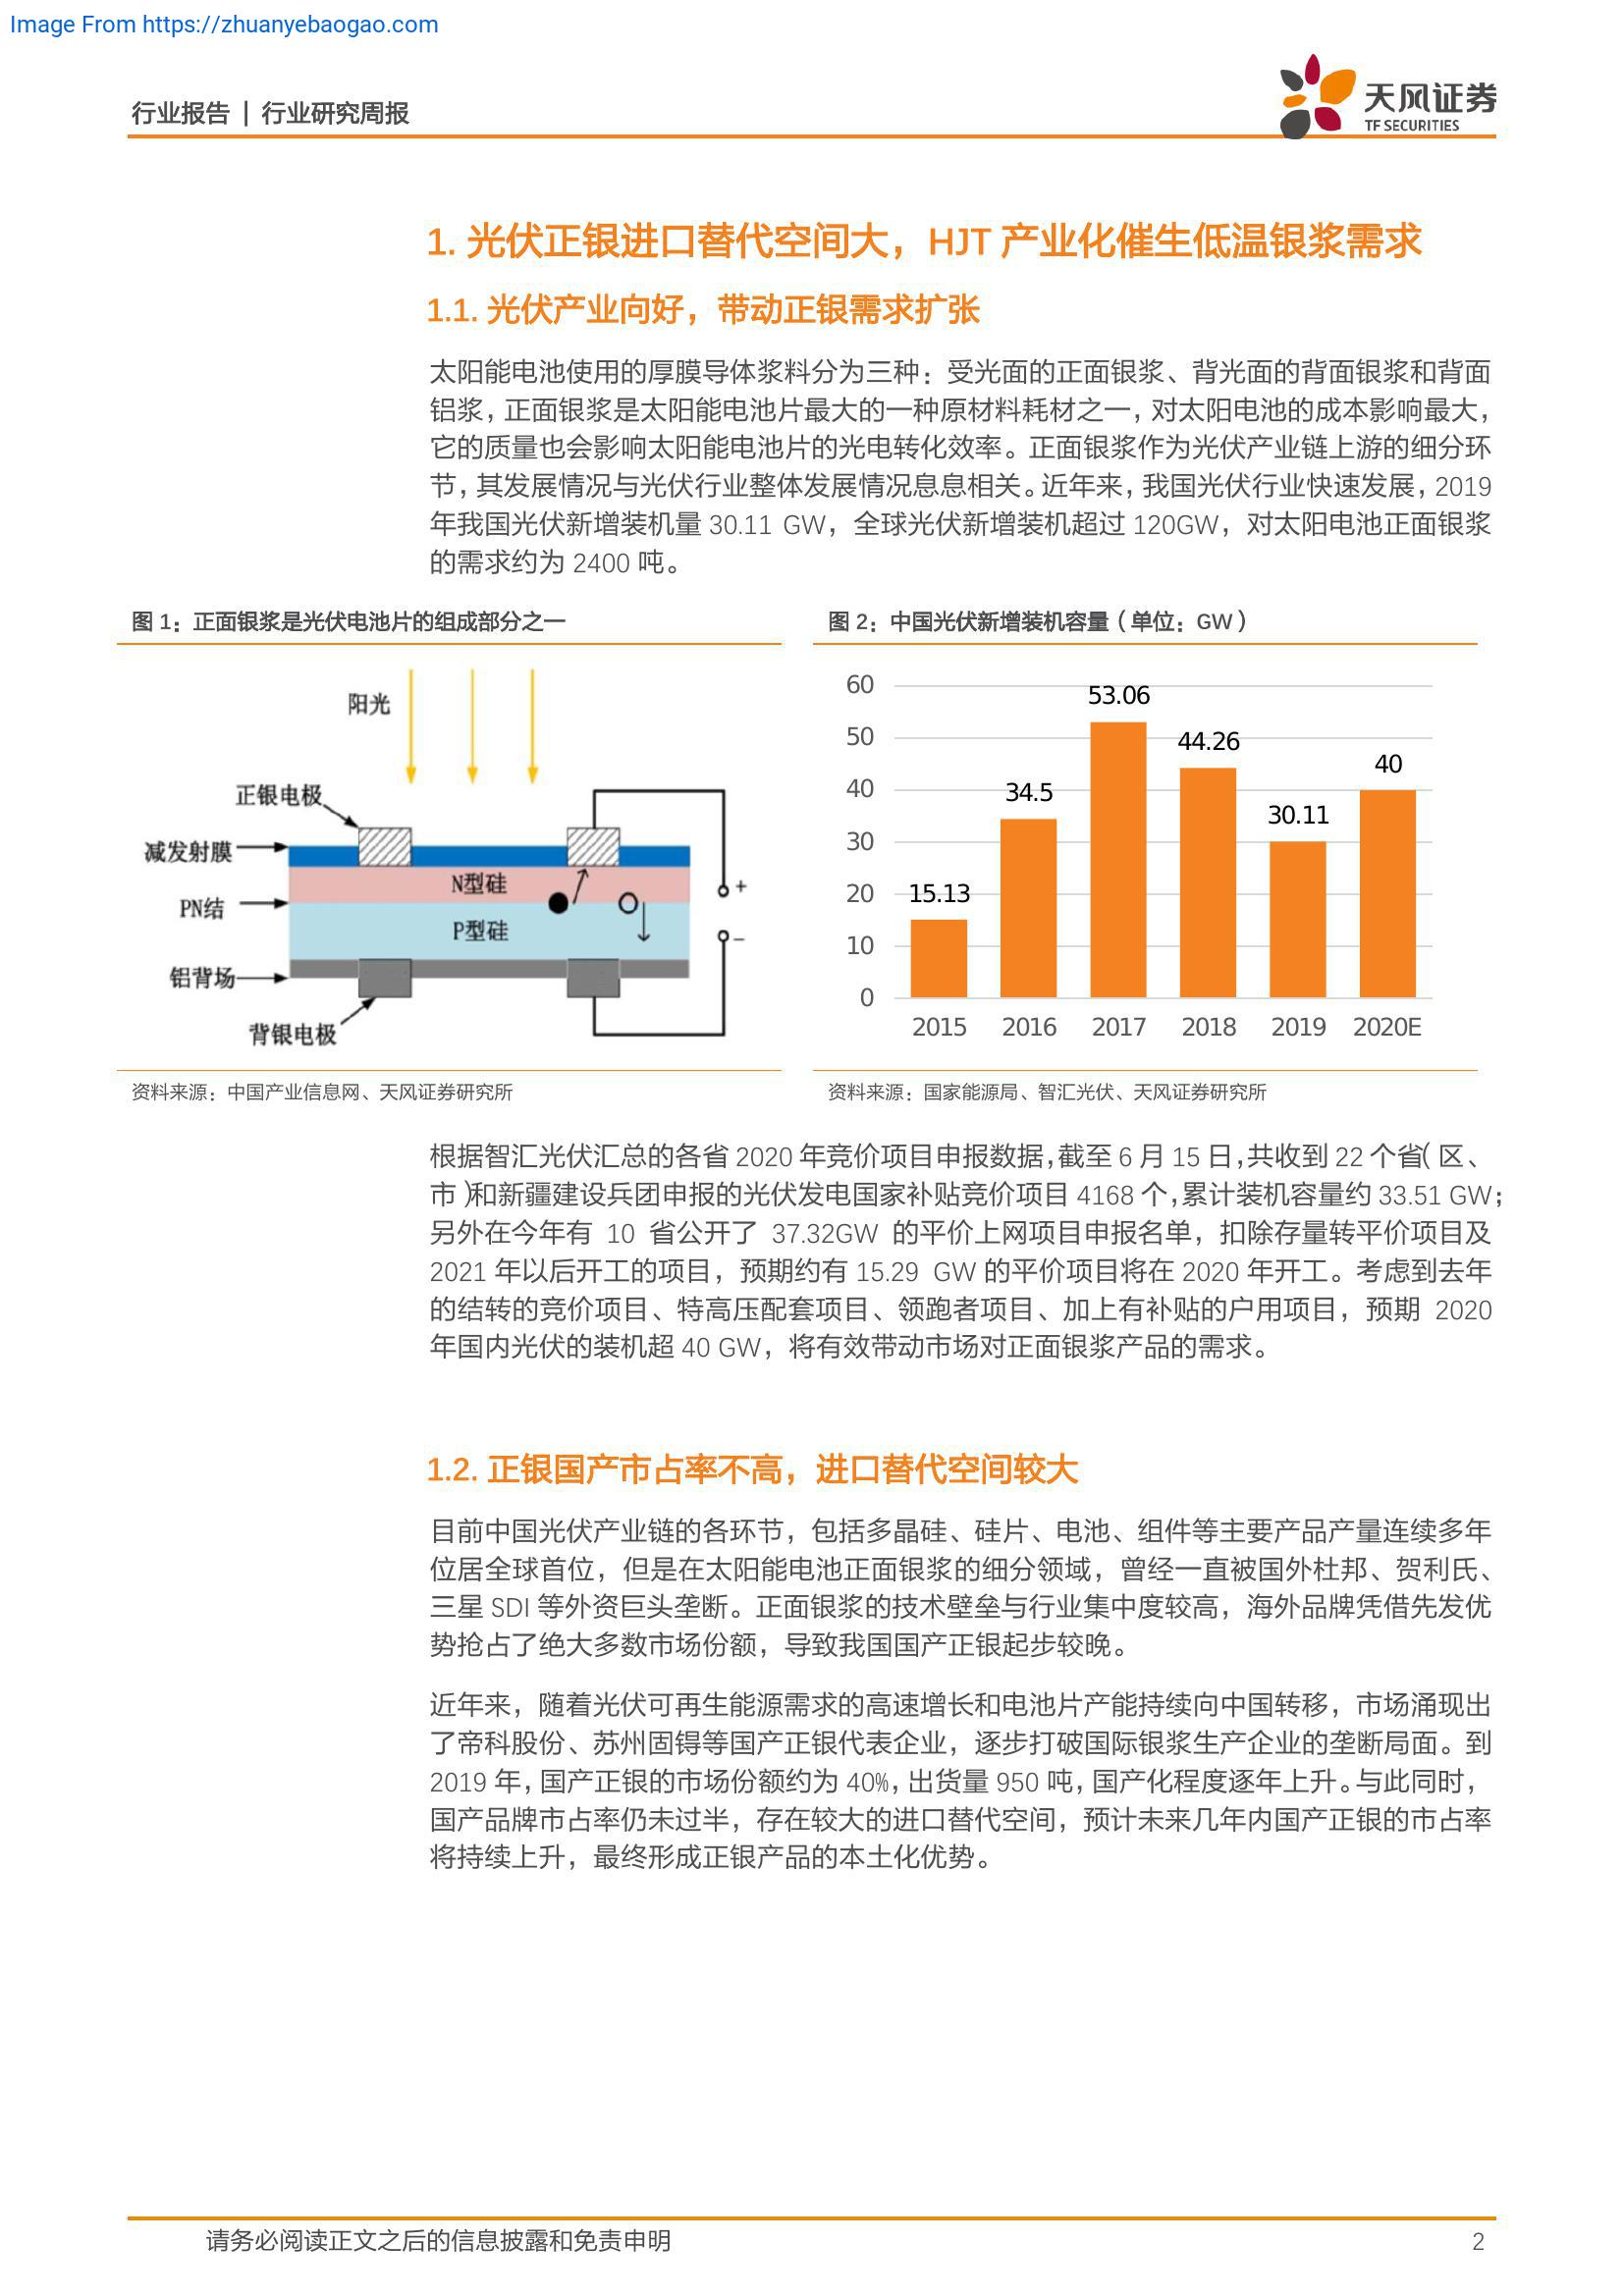 Image From https://zhuanyebaogao.com
行业报告 | 行业研究周报
天风证券
TF SECURITIES
1. 光伏正银进口替代空间大，HJT 产业化催生低温银浆需求
1.1. 光伏产业向好，带动正银需求扩张
太阳能电池使用的厚膜导体浆料分为三种：受光面的正面银浆、背光面的背面银浆和背面
铝浆，正面银浆是太阳能电池片最大的一种原材料耗材之一，对太阳电池的成本影响最大，
它的质量也会影响太阳能电池片的光电转化效率。正面银浆作为光伏产业链上游的细分环
节，其发展情况与光伏行业整体发展情况息息相关。近年来，我国光伏行业快速发展，2019
年我国光伏新增装机量 30.11 GW，全球光伏新增装机超过 120GW，对太阳电池正面银浆
的需求约为 2400 吨。
图 1：正面银浆是光伏电池片的组成部分之一
阳光
正银电极
减发射膜
N型硅
PN结
P型硅
铝背场
背银电极
+
−
资料来源：中国产业信息网、天风证券研究所
图 2：中国光伏新增装机容量（单位：GW）
60
50
40
30
20
10
0
15.13
34.5
53.06
44.26
30.11
40
2015
2016
2017
2018
2019
2020E
资料来源：国家能源局、智汇光伏、天风证券研究所
根据智汇光伏汇总的各省 2020 年竞价项目申报数据，截至 6 月 15 日，共收到 22 个省（区、
市）和新疆建设兵团申报的光伏发电国家补贴竞价项目 4168 个，累计装机容量约 33.51 GW；
另外在今年有 10 省公开了 37.32GW 的平价上网项目申报名单，扣除存量转平价项目及
2021 年以后开工的项目，预期约有 15.29 GW 的平价项目将在 2020 年开工。考虑到去年
的结转的竞价项目、特高压配套项目、领跑者项目、加上有补贴的户用项目，预期 2020
年国内光伏的装机超 40 GW，将有效带动市场对正面银浆产品的需求。
1.2. 正银国产市占率不高，进口替代空间较大
目前中国光伏产业链的各环节，包括多晶硅、硅片、电池、组件等主要产品产量连续多年
位居全球首位，但是在太阳能电池正面银浆的细分领域，曾经一直被国外杜邦、贺利氏、
三星 SDI 等外资巨头垄断。正面银浆的技术壁垒与行业集中度较高，海外品牌凭借先发优
势抢占了绝大多数市场份额，导致我国国产正银起步较晚。
近年来，随着光伏可再生能源需求的高速增长和电池片产能持续向中国转移，市场涌现出
了帝科股份、苏州固锝等国产正银代表企业，逐步打破国际银浆生产企业的垄断局面。到
2019 年，国产正银的市场份额约为 40%，出货量 950 吨，国产化程度逐年上升。与此同时，
国产品牌市占率仍未过半，存在较大的进口替代空间，预计未来几年内国产正银的市占率
将持续上升，最终形成正银产品的本土化优势。
请务必阅读正文之后的信息披露和免责申明
2